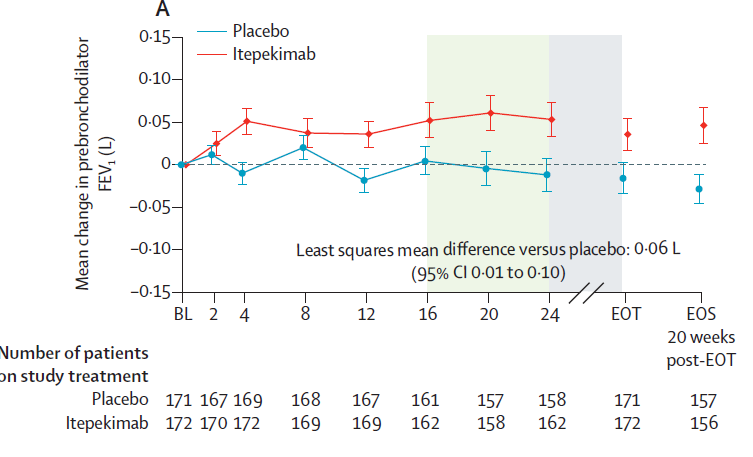 A
Placebo
Itepekimab
Mean change in prebronchodilator
FEV₁ (L)
0·15
0·10
0·05
0
–0·05
–0·10
–0·15
Least squares mean difference versus placebo: 0·06 L
(95% CI 0·01 to 0·10)
BL 2 4 8 12 16 20 24 EOT EOS
20 weeks
post-EOT
Number of patients
on study treatment
Placebo 171 167 169 168 167 161 157 158 171 157
Itepekimab 172 170 172 169 169 162 158 162 172 156